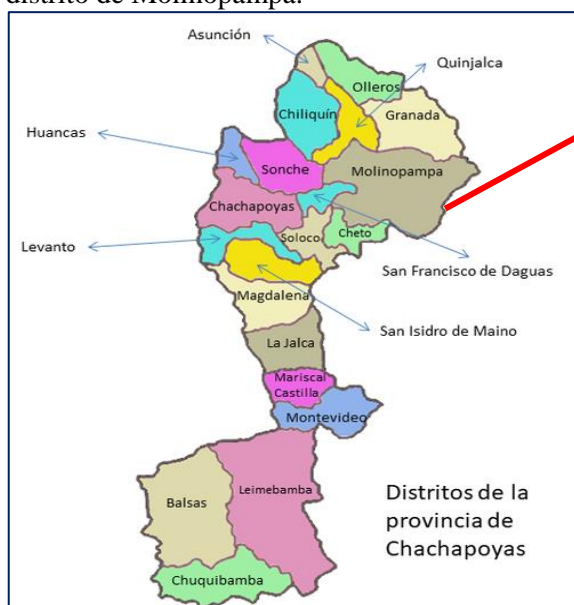 distrito de Molinopampa.
Asunción
Quinjalca
Olleros
Chiliquín
Granada
Huancas
Sonche
Molinopampa
Chachapoyas
Levanto
Soloco
Cheto
San Francisco de Daguas
Magdalena
San Isidro de Maino
La Jalca
Mariscal
Castilla
Montevideo
Balsas
Leimebamba
Distritos de la
provincia de
Chachapoyas
Chuquibamba